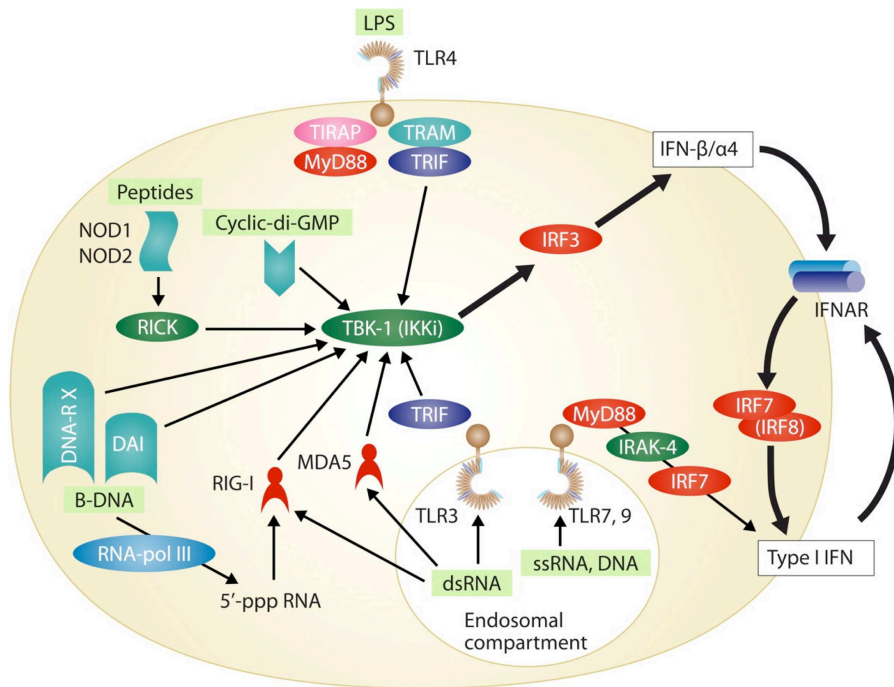 LPS
TLR4
TIRAP
TRAM
MyD88
TRIF
IFN-β/α4
Peptides
NOD1
NOD2
Cyclic-di-GMP
IRF3
RICK
TBK-1 (IKKi)
IFNAR
DNA-R X
DAI
TRIF
MyD88
IRAK-4
IRF7
IRF7
(IRF8)
B-DNA
RIG-I
MDA5
TLR3
TLR7, 9
RNA-pol III
5′-ppp RNA
dsRNA
ssRNA, DNA
Type I IFN
Endosomal
compartment